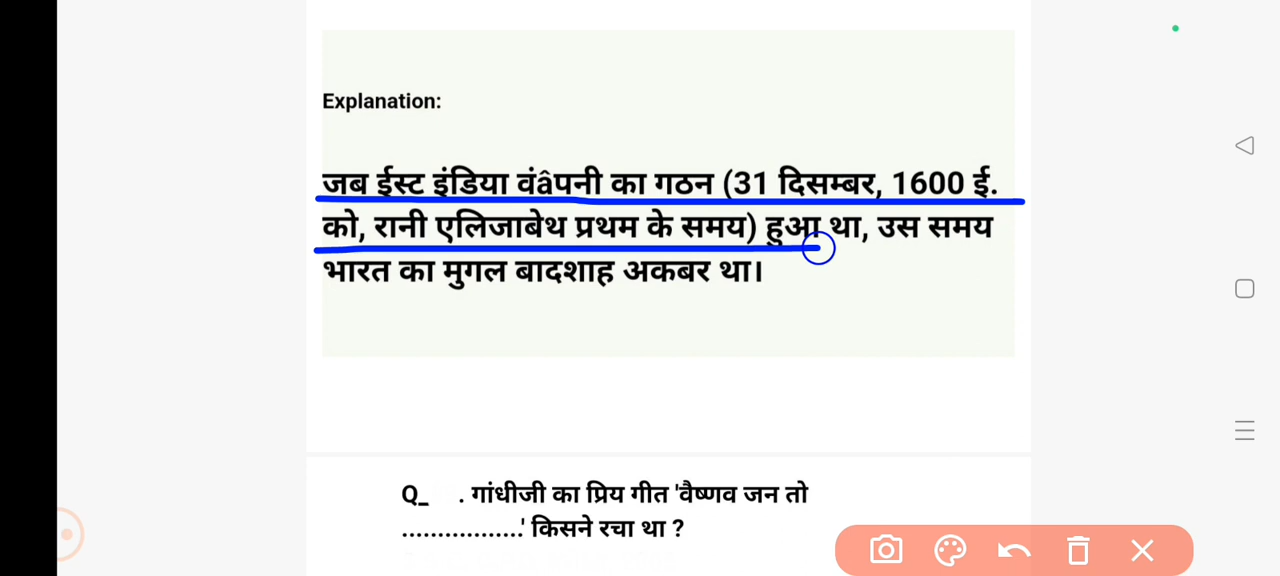 Explanation:
जब ईस्ट इंडिया वंâपनी का गठन (31 दिसम्बर, 1600 ई.
को, रानी एलिजाबेथ प्रथम के समय) हुआ था, उस समय
भारत का मुगल बादशाह अकबर था।
Q_ . गांधीजी का प्रिय गीत 'वैष्णव जन तो
.................' किसने रचा था ?